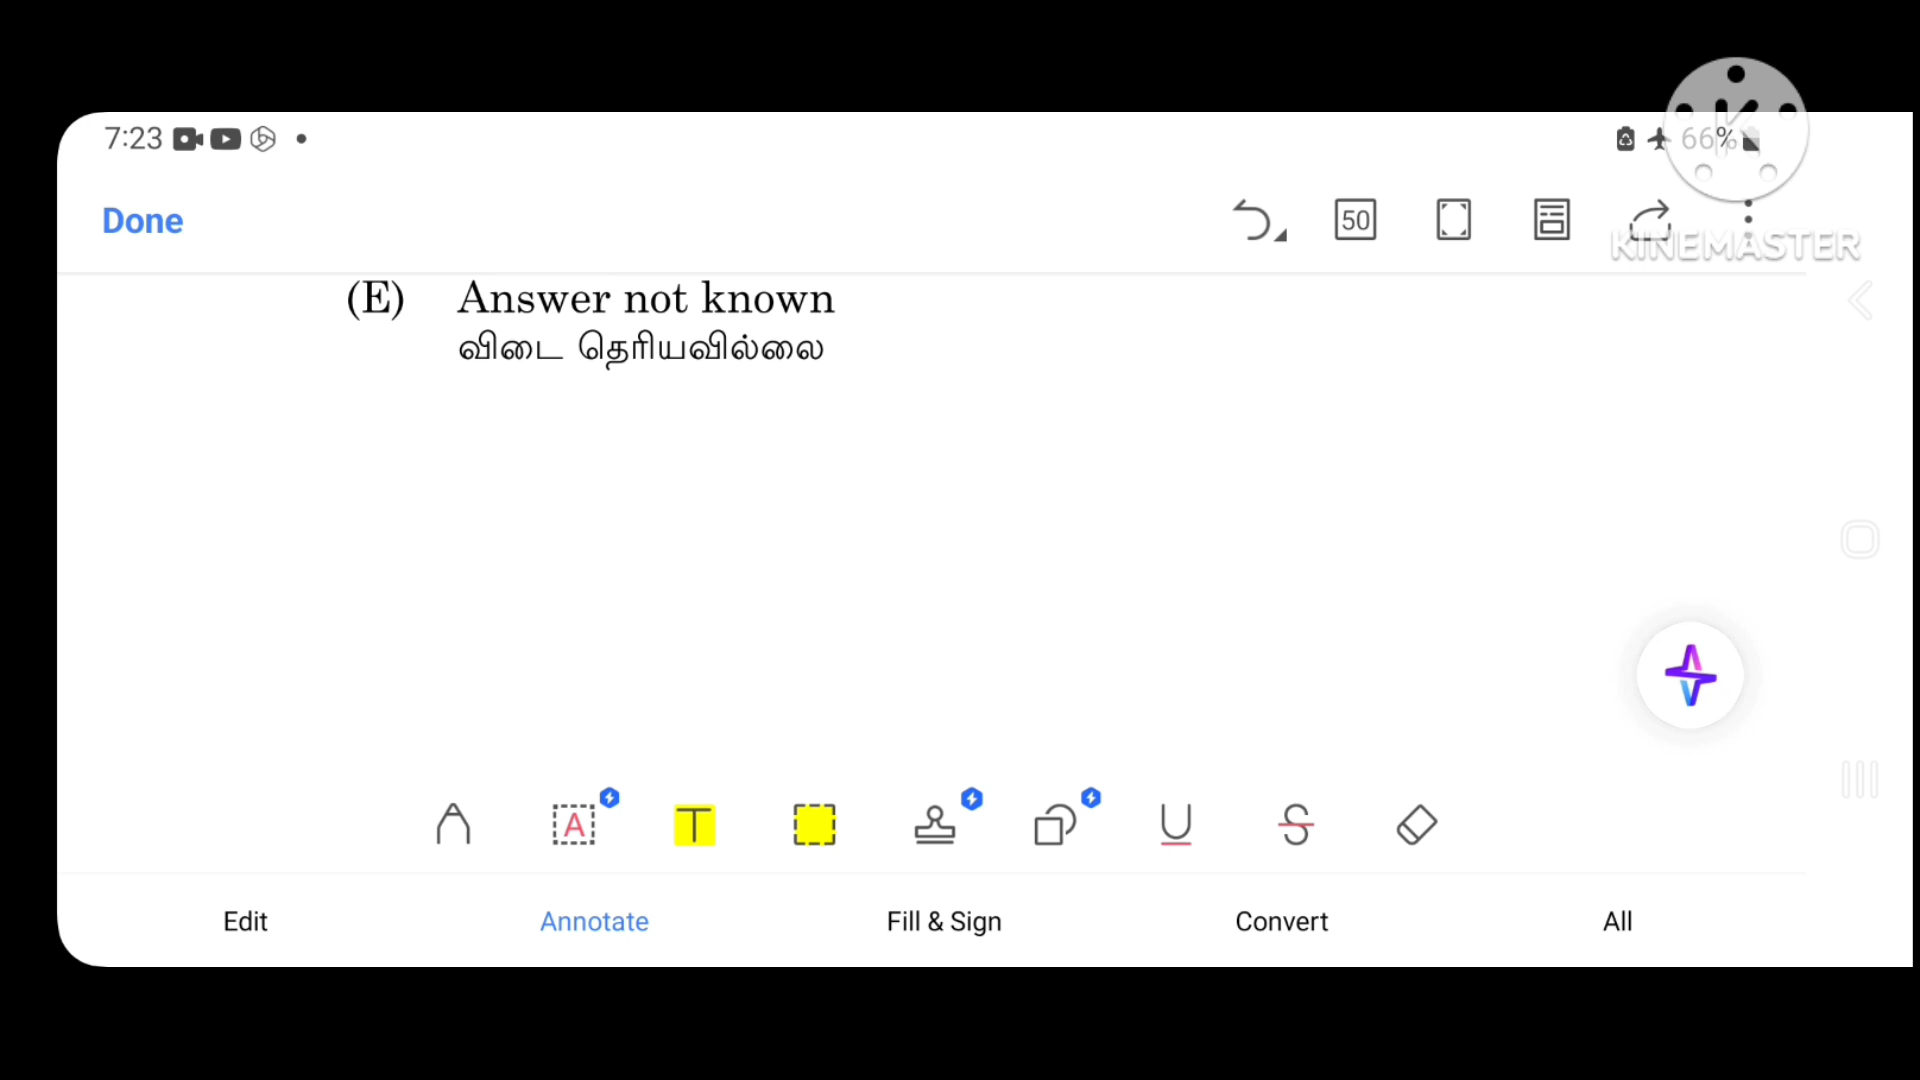 7:23
66%
Done
50
KINEMASTER
(E) Answer not known
விடை தெரியவில்லை
A T U S
Edit Annotate Fill & Sign Convert All